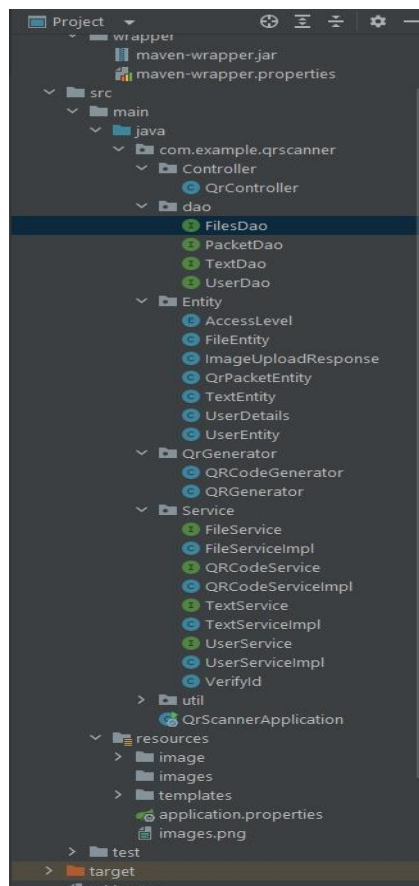 Project
wrapper
maven-wrapper.jar
maven-wrapper.properties
src
main
java
com.example.qrscanner
Controller
QrController
dao
FilesDao
PacketDao
TextDao
UserDao
Entity
AccessLevel
FileEntity
ImageUploadResponse
QrPacketEntity
TextEntity
UserDetails
UserEntity
QrGenerator
QRCodeGenerator
QRGenerator
Service
FileService
FileServiceImpl
QRCodeService
QRCodeServiceImpl
TextService
TextServiceImpl
UserService
UserServiceImpl
VerifyId
util
QrScannerApplication
resources
image
images
templates
application.properties
images.png
test
target